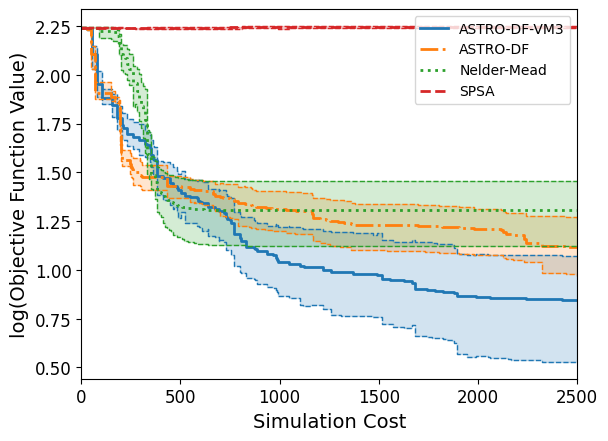 log(Objective Function Value)
2.25
2.00
1.75
1.50
1.25
1.00
0.75
0.50
ASTRO-DF-VM3
ASTRO-DF
Nelder-Mead
SPSA
0 500 1000 1500 2000 2500
Simulation Cost